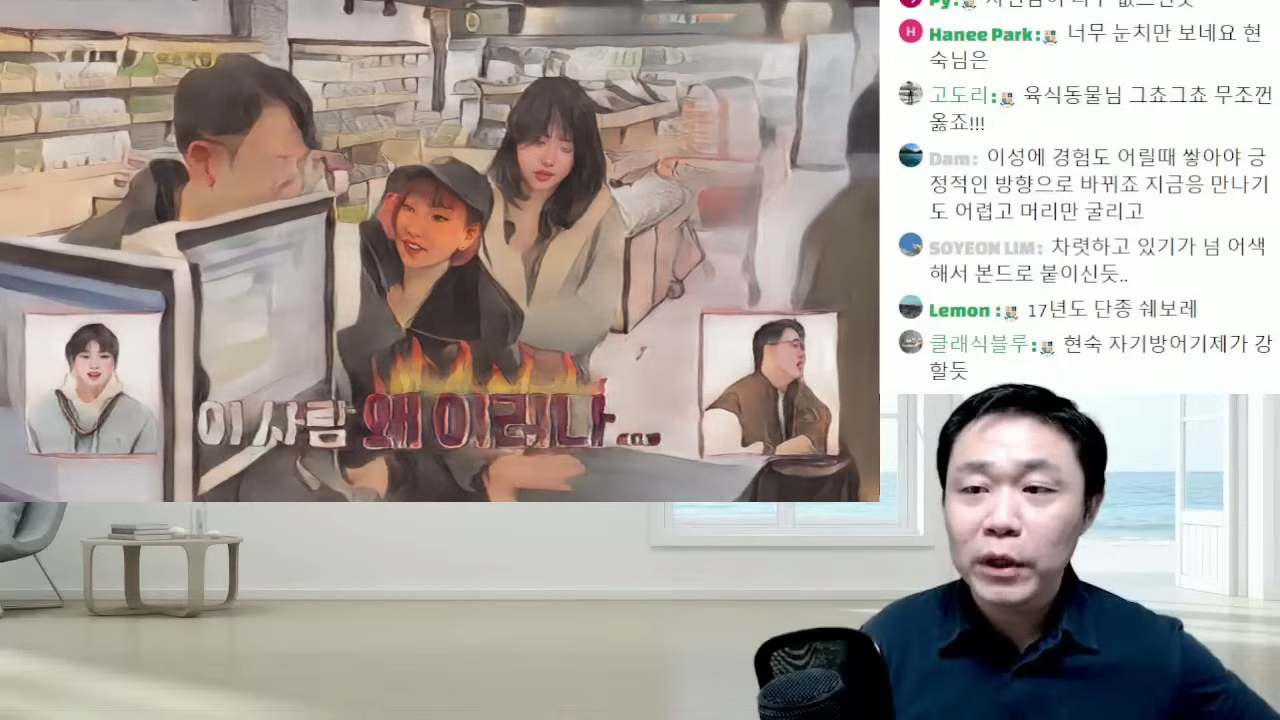 이 사람 왜 이러나...
Py:
H Hanee Park: 너무 눈치만 보네요 현
숙님은
고도리: 육식동물님 그쵸그쵸 무조껀
옳죠!!!
Dam: 이성에 경험도 어릴때 쌓아야 긍
정적인 방향으로 바뀌죠 지금응 만나기
도 어렵고 머리만 굴리고
SOYEON LIM: 차렷하고 있기가 넘 어색
해서 본드로 붙이신듯..
Lemon : 17년도 단종 쉐보레
클래식블루: 현숙 자기방어기제가 강
할듯